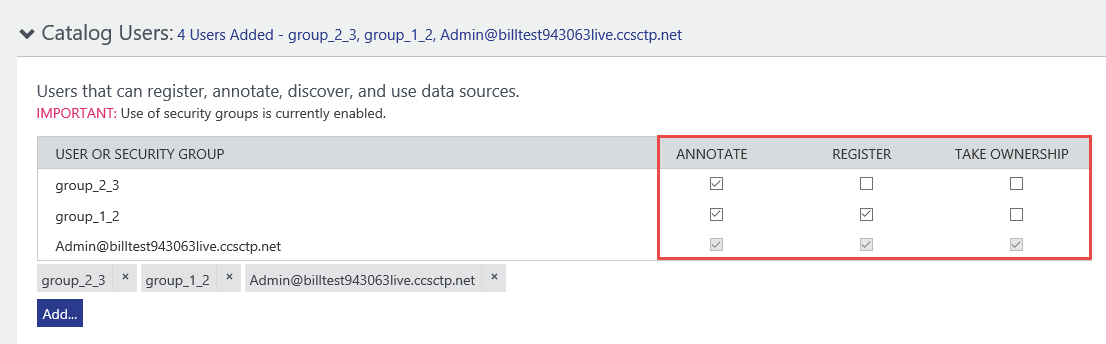 Catalog Users: 4 Users Added - group_2_3, group_1_2, Admin@billtest943063live.ccsctp.net
Users that can register, annotate, discover, and use data sources.
IMPORTANT: Use of security groups is currently enabled.
USER OR SECURITY GROUP ANNOTATE REGISTER TAKE OWNERSHIP
group_2_3
group_1_2
Admin@billtest943063live.ccsctp.net
group_2_3 × group_1_2 × Admin@billtest943063live.ccsctp.net ×
Add...